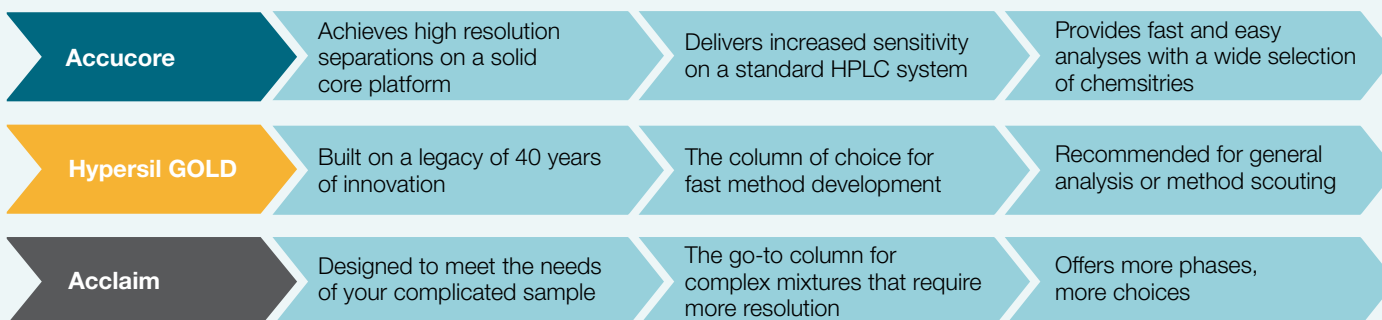 Accucore
Achieves high resolution
separations on a solid
core platform
Delivers increased sensitivity
on a standard HPLC system
Provides fast and easy
analyses with a wide selection
of chemsitries
Hypersil GOLD
Built on a legacy of 40 years
of innovation
The column of choice for
fast method development
Recommended for general
analysis or method scouting
Acclaim
Designed to meet the needs
of your complicated sample
The go-to column for
complex mixtures that require
more resolution
Offers more phases,
more choices